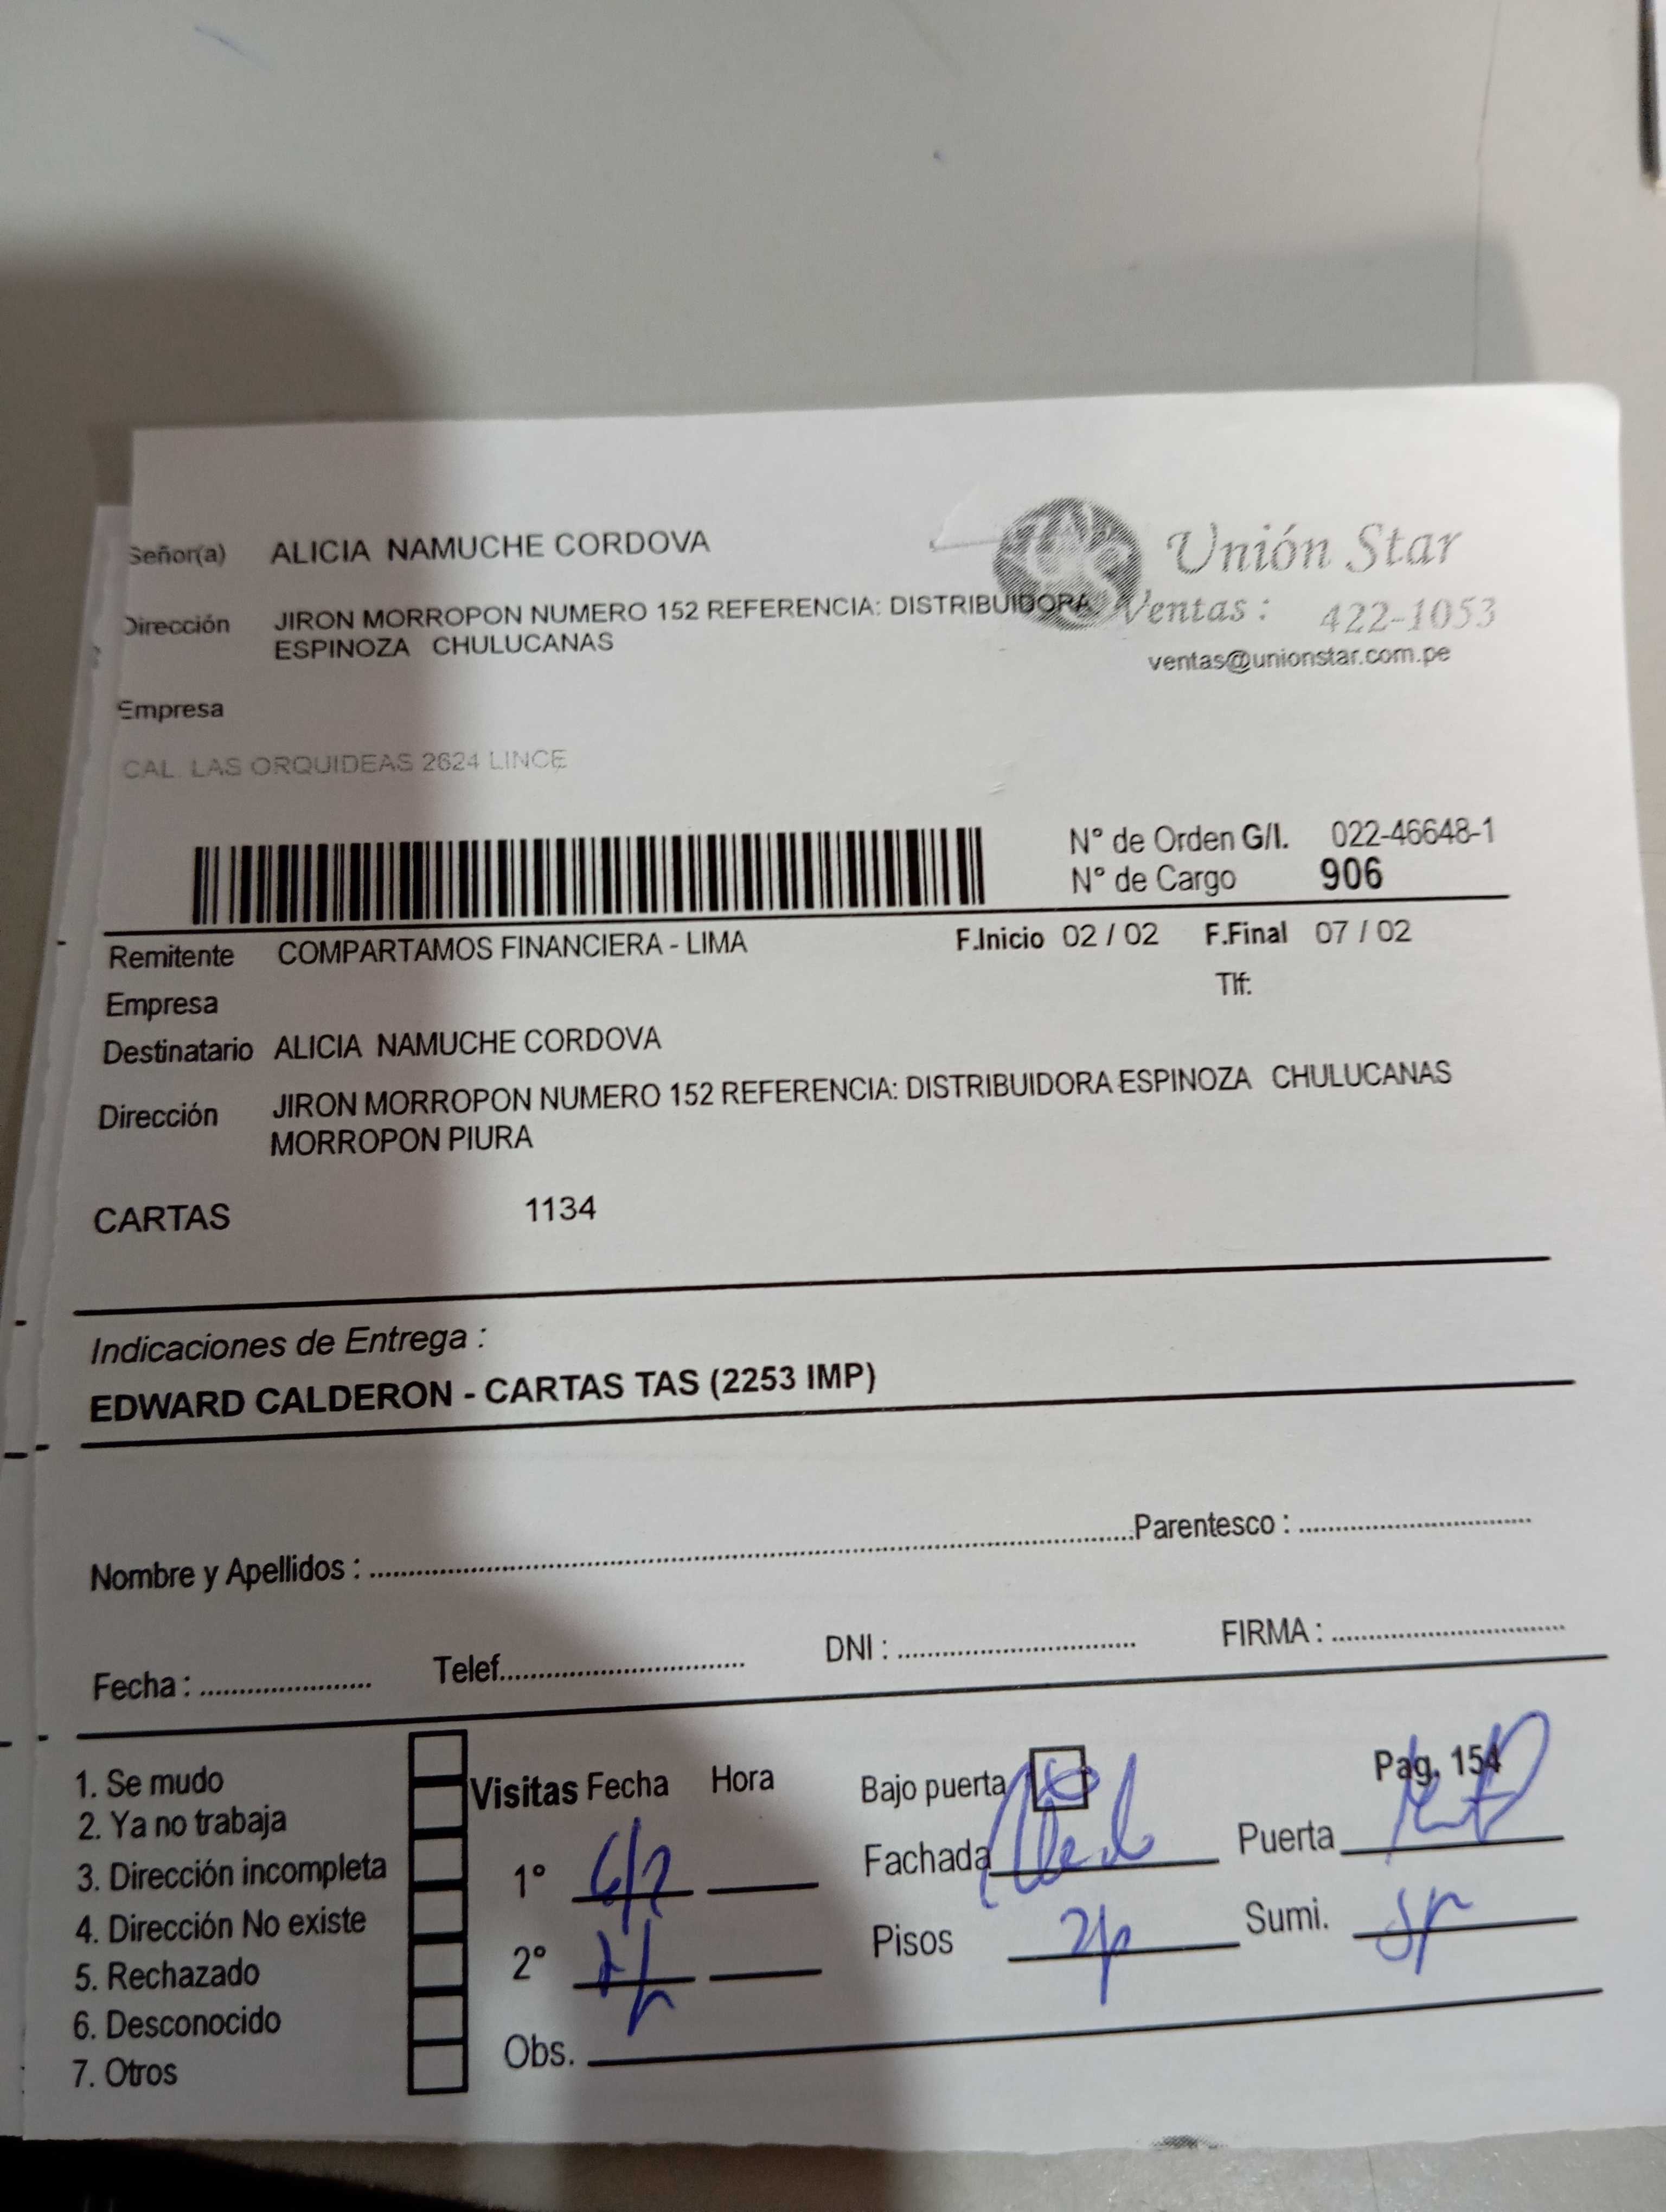 Señor(a) ALICIA NAMUCHE CORDOVA
Unión Star
Dirección JIRON MORROPON NUMERO 152 REFERENCIA: DISTRIBUIDORA
ESPINOZA CHULUCANAS
Ventas : 422-1053
ventas@unionstar.com.pe
Empresa
CAL. LAS ORQUIDEAS 2624 LINCE
N° de Orden G/I. 022-46648-1
N° de Cargo 906
Remitente COMPARTAMOS FINANCIERA - LIMA F.Inicio 02 / 02 F.Final 07 / 02
Empresa Tlf:
Destinatario ALICIA NAMUCHE CORDOVA
Dirección JIRON MORROPON NUMERO 152 REFERENCIA: DISTRIBUIDORA ESPINOZA CHULUCANAS
MORROPON PIURA
CARTAS 1134
Indicaciones de Entrega :
EDWARD CALDERON - CARTAS TAS (2253 IMP)
Nombre y Apellidos : Parentesco :
Fecha : Telef. DNI : FIRMA :
1. Se mudo
2. Ya no trabaja
3. Dirección incompleta
4. Dirección No existe
5. Rechazado
6. Desconocido
7. Otros
Visitas Fecha Hora
1°
2°
Obs.
Bajo puerta Pag. 154
Fachada Puerta
Pisos 2p Sumi.